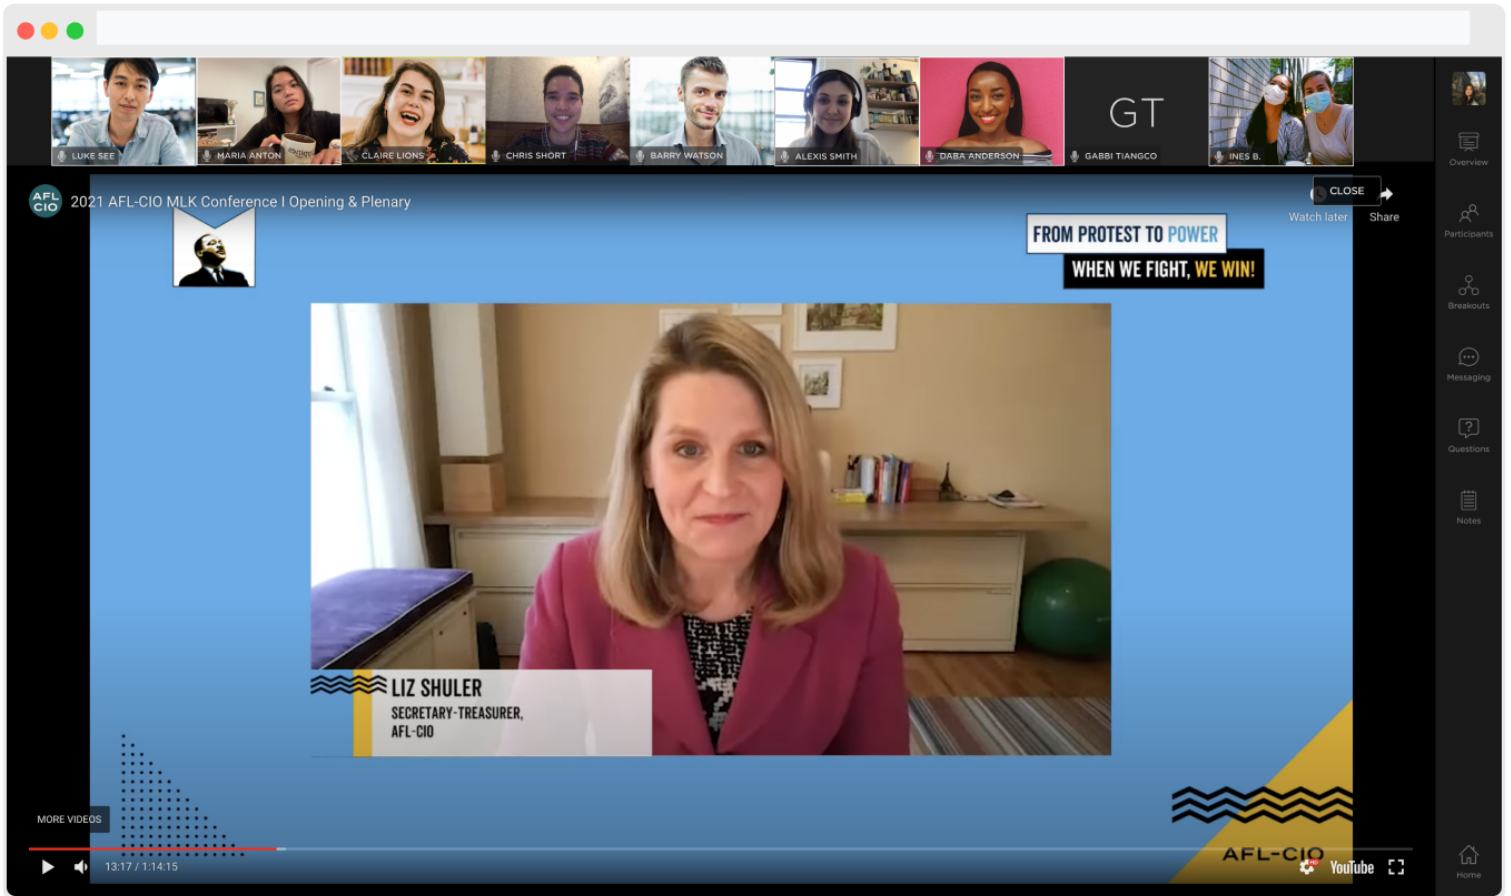 LUKE SEE
MARIA ANTON
CLAIRE LIONS
CHRIS SHORT
BARRY WATSON
ALEXIS SMITH
DABA ANDERSON
GT
GABBI TIANGCO
INES B.
AFL
CIO
2021 AFL-CIO MLK Conference I Opening & Plenary
CLOSE
Watch later
Share
FROM PROTEST TO POWER
WHEN WE FIGHT, WE WIN!
Overview
Participants
Breakouts
Messaging
Questions
Notes
LIZ SHULER
SECRETARY-TREASURER,
AFL-CIO
MORE VIDEOS
AFL-CIO
13:17 / 1:14:15
HD
YouTube
Home